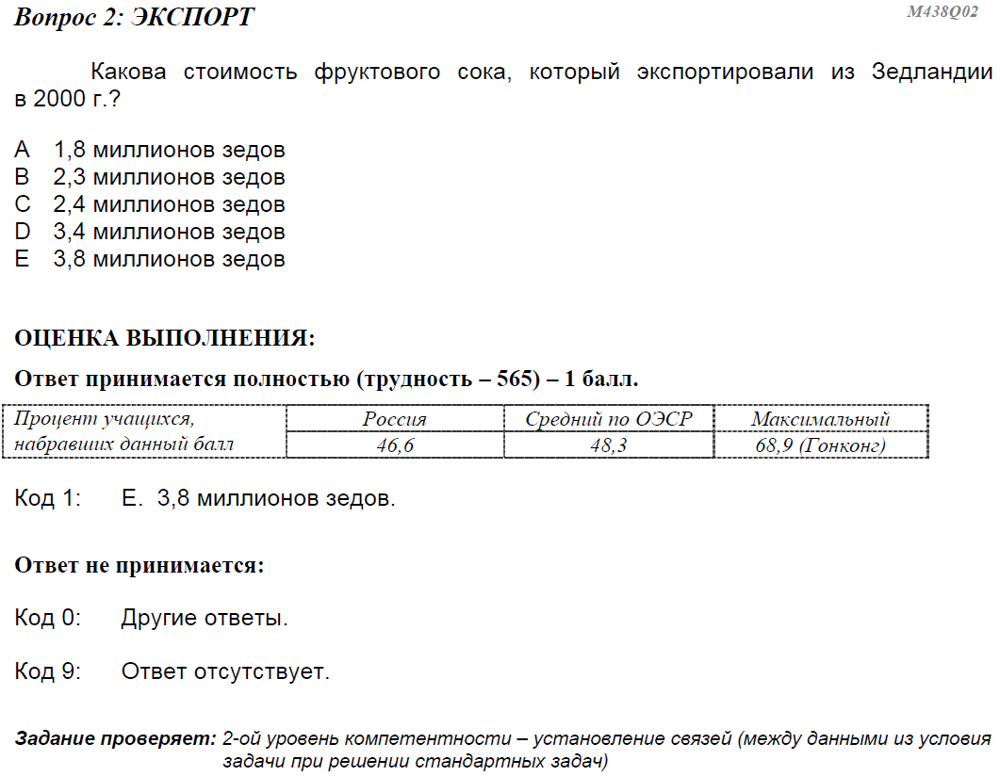 Вопрос 2: ЭКСПОРТ
M438Q02
Какова стоимость фруктового сока, который экспортировали из Зедландии
в 2000 г.?
A 1,8 миллионов зедов
B 2,3 миллионов зедов
C 2,4 миллионов зедов
D 3,4 миллионов зедов
E 3,8 миллионов зедов
ОЦЕНКА ВЫПОЛНЕНИЯ:
Ответ принимается полностью (трудность – 565) – 1 балл.
Процент учащихся, Россия Средний по ОЭСР Максимальный
набравших данный балл 46,6 48,3 68,9 (Гонконг)
Код 1: E. 3,8 миллионов зедов.
Ответ не принимается:
Код 0: Другие ответы.
Код 9: Ответ отсутствует.
Задание проверяет: 2-ой уровень компетентности – установление связей (между данными из условия
задачи при решении стандартных задач)